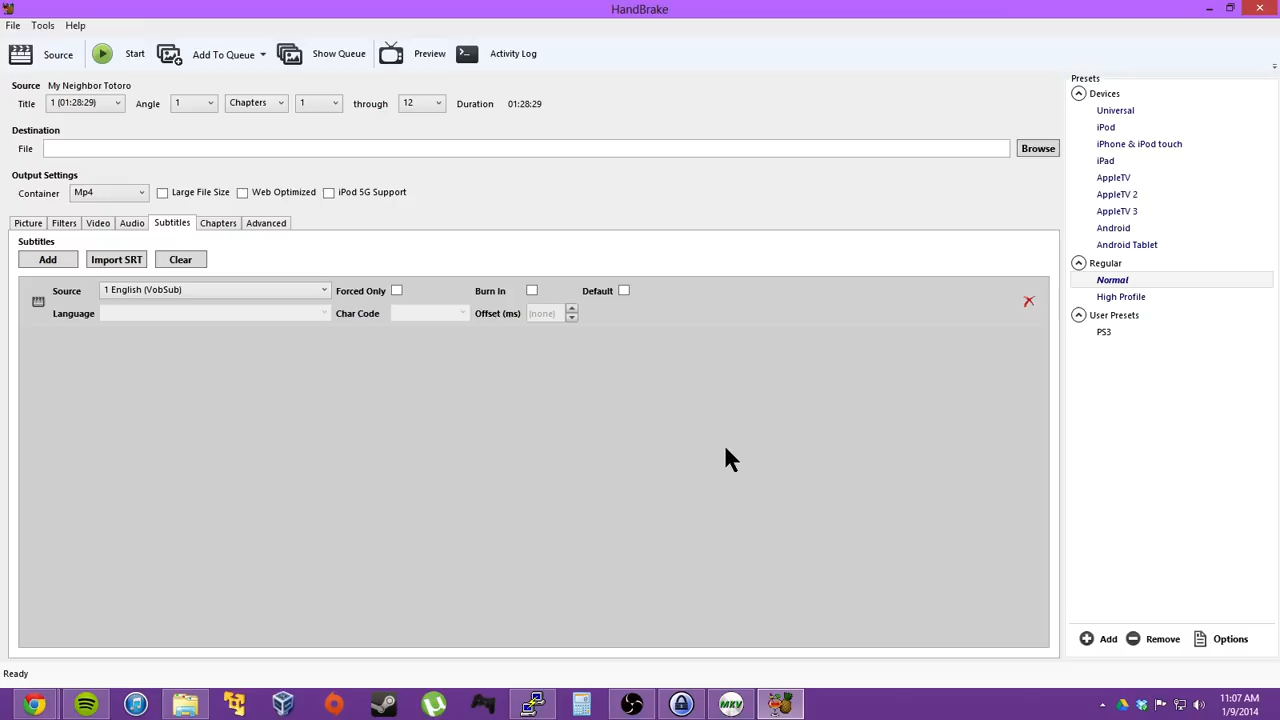 HandBrake
File Tools Help
Source Start Add To Queue Show Queue Preview Activity Log
Source My Neighbor Totoro
Title 1 (01:28:29) Angle 1 Chapters 1 through 12 Duration 01:28:29
Destination
File Browse
Output Settings
Container Mp4 Large File Size Web Optimized iPod 5G Support
Picture Filters Video Audio Subtitles Chapters Advanced
Subtitles
Add Import SRT Clear
Source 1 English (VobSub) Forced Only Burn In Default
Language Char Code Offset (ms) (none)
Presets
Devices
Universal
iPod
iPhone & iPod touch
iPad
AppleTV
AppleTV 2
AppleTV 3
Android
Android Tablet
Regular
Normal
High Profile
User Presets
PS3
Add Remove Options
Ready
MKV
11:07 AM
1/9/2014